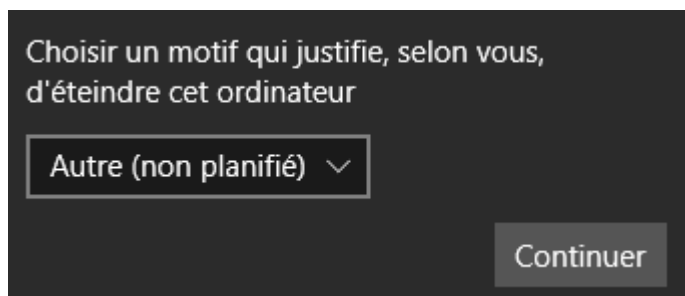 Choisir un motif qui justifie, selon vous,
d'éteindre cet ordinateur
Autre (non planifié)
Continuer